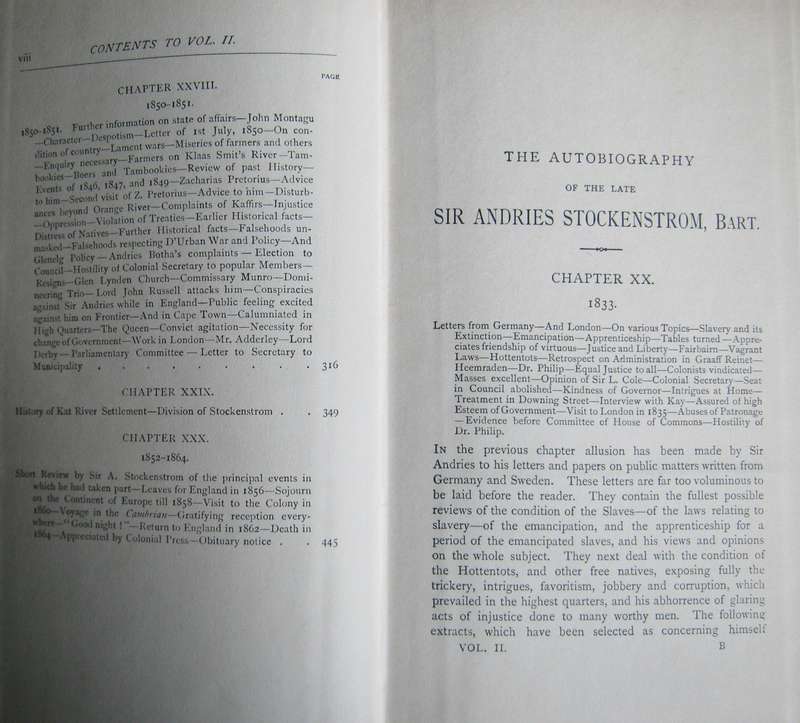 viii
CONTENTS TO VOL. II.
PAGE
CHAPTER XXVIII.
1850-1851.
1850-1851. Further information on state of affairs—John Montagu
—Character—Despotism—Letter of 1st July, 1850—On con-
dition of country—Lament wars—Miseries of farmers and others
—Enquiry necessary—Farmers on Klaas Smit's River—Tam-
bookies—Boers and Tambookies—Review of past History—
Events of 1846, 1847, and 1849—Zacharias Pretorius—Advice
to him—Second visit of Z. Pretorius—Advice to him—Disturb-
ances beyond Orange River—Complaints of Kaffirs—Injustice
—Oppression—Violation of Treaties—Earlier Historical facts—
Distress of Natives—Further Historical facts—Falsehoods un-
masked—Falsehoods respecting D'Urban War and Policy—And
Glenelg Policy—Andries Botha's complaints—Election to
Council—Hostility of Colonial Secretary to popular Members—
Resigns—Glen Lynden Church—Commissary Munro—Domi-
neering Trio—Lord John Russell attacks him—Conspiracies
against Sir Andries while in England—Public feeling excited
against him on Frontier—And in Cape Town—Calumniated in
High Quarters—The Queen—Convict agitation—Necessity for
change of Government—Work in London—Mr. Adderley—Lord
Derby—Parliamentary Committee—Letter to Secretary to
Municipality . . . . . . . . . 316
CHAPTER XXIX.
History of Kat River Settlement—Division of Stockenstrom . . 349
CHAPTER XXX.
1852-1864.
Short Review by Sir A. Stockenstrom of the principal events in
which he had taken part—Leaves for England in 1856—Sojourn
on the Continent of Europe till 1858—Visit to the Colony in
1860—Voyage in the Cambrian—Gratifying reception every-
where—"Good night!"—Return to England in 1862—Death in
1864—Appreciated by Colonial Press—Obituary notice . . 445
THE AUTOBIOGRAPHY
OF THE LATE
SIR ANDRIES STOCKENSTROM, BART.
CHAPTER XX.
1833.
Letters from Germany—And London—On various Topics—Slavery and its
Extinction—Emancipation—Apprenticeship—Tables turned—Appre-
ciates friendship of virtuous—Justice and Liberty—Fairbairn—Vagrant
Laws—Hottentots—Retrospect on Administration in Graaff Reinet—
Heemraden—Dr. Philip—Equal Justice to all—Colonists vindicated—
Masses excellent—Opinion of Sir L. Cole—Colonial Secretary—Seat
in Council abolished—Kindness of Governor—Intrigues at Home—
Treatment in Downing Street—Interview with Kay—Assured of high
Esteem of Government—Visit to London in 1835—Abuses of Patronage
—Evidence before Committee of House of Commons—Hostility of
Dr. Philip.
IN the previous chapter allusion has been made by Sir
Andries to his letters and papers on public matters written from
Germany and Sweden. These letters are far too voluminous to
be laid before the reader. They contain the fullest possible
reviews of the condition of the Slaves—of the laws relating to
slavery—of the emancipation, and the apprenticeship for a
period of the emancipated slaves, and his views and opinions
on the whole subject. They next deal with the condition of
the Hottentots, and other free natives, exposing fully the
trickery, intrigues, favoritism, jobbery and corruption, which
prevailed in the highest quarters, and his abhorrence of glaring
acts of injustice done to many worthy men. The following
extracts, which have been selected as concerning himself
VOL. II. B